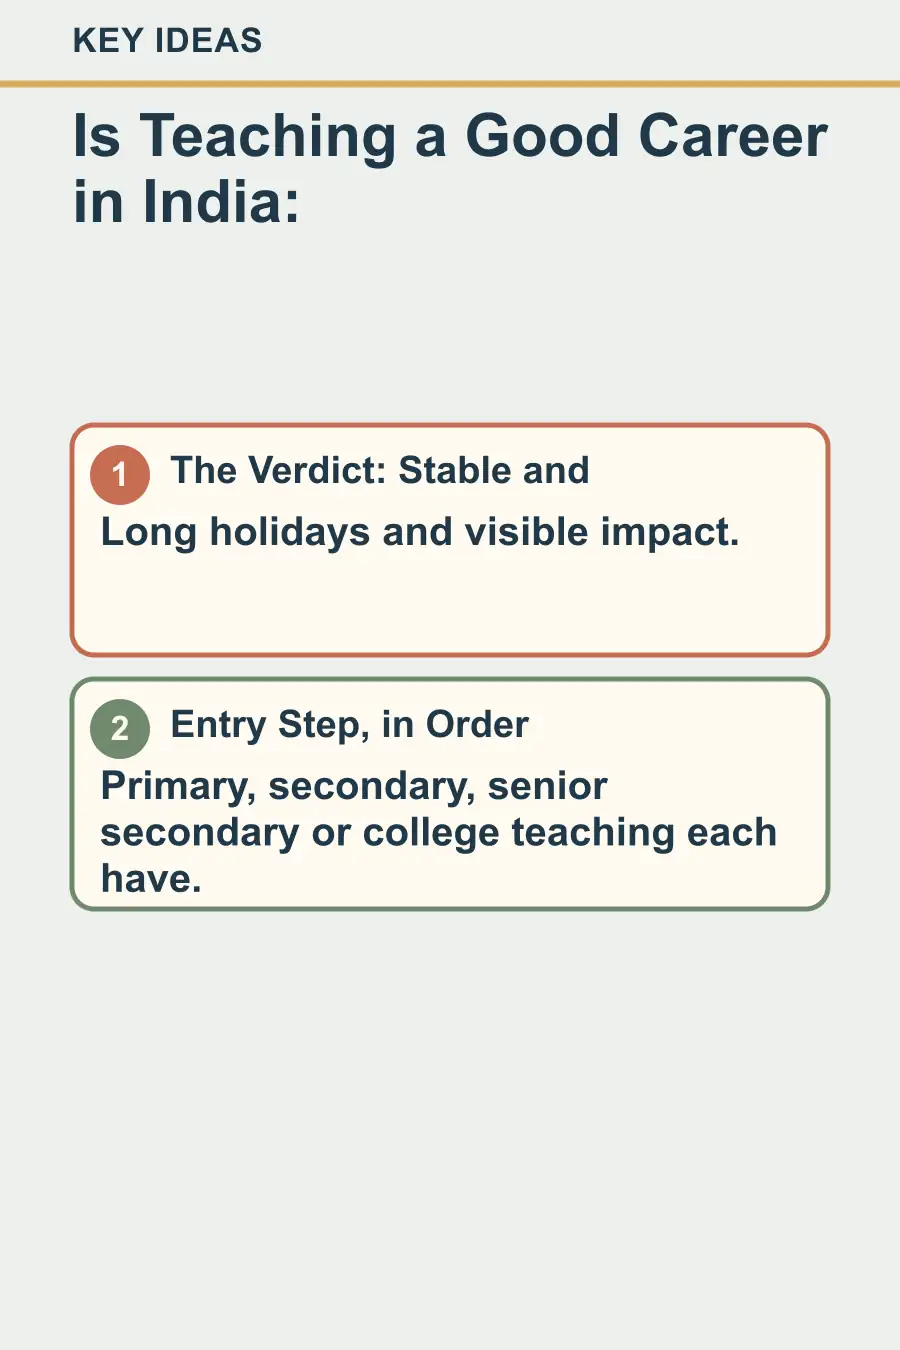 KEY IDEAS
Is Teaching a Good Career
in India:
1 The Verdict: Stable and
Long holidays and visible impact.
2 Entry Step, in Order
Primary, secondary, senior
secondary or college teaching each
have.